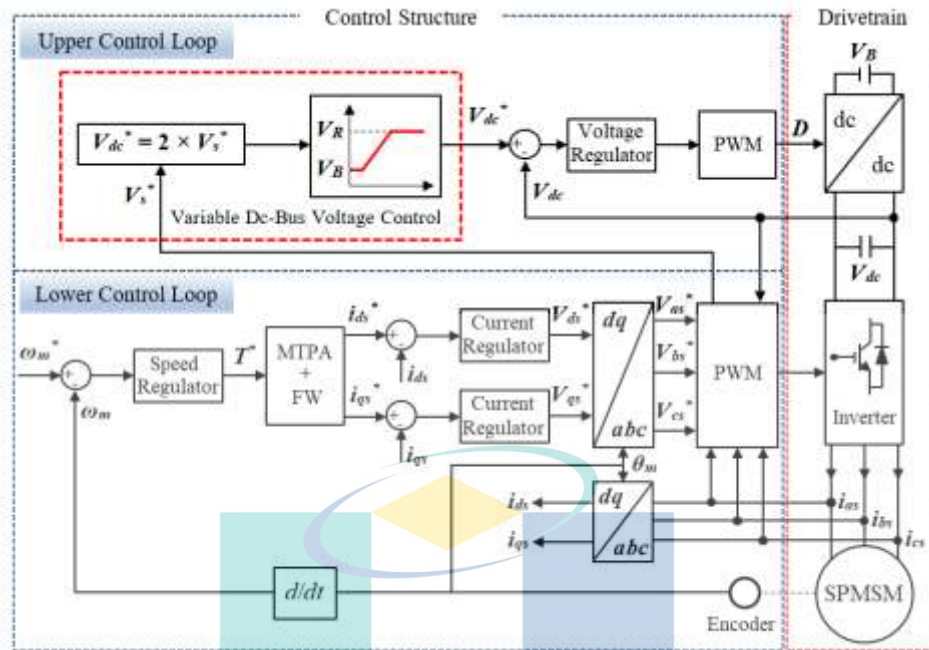 Control Structure
Drivetrain
Upper Control Loop
V_B
V_dc* = 2 × V_s*
V_R
V_B
V_dc*
+
-
Voltage
Regulator
PWM
D
dc
dc
V_s*
V_dc
Variable Dc-Bus Voltage Control
V_dc
Lower Control Loop
ω_m*
+
-
Speed
Regulator
T*
MTPA
+
FW
i_ds*
+
-
i_ds
Current
Regulator
V_ds*
dq
abc
V_as*
V_bs*
V_cs*
PWM
Inverter
i_qs*
+
-
i_qs
Current
Regulator
V_qs*
ω_m
θ_m
i_ds
i_qs
dq
abc
i_as
i_bs
i_cs
d/dt
Encoder
SPMSM